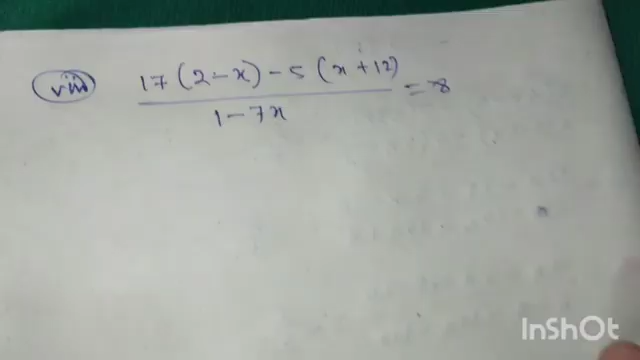 viii) 17 (2 - x) - 5 (x + 12)
1 - 7x
= 8
InShOt